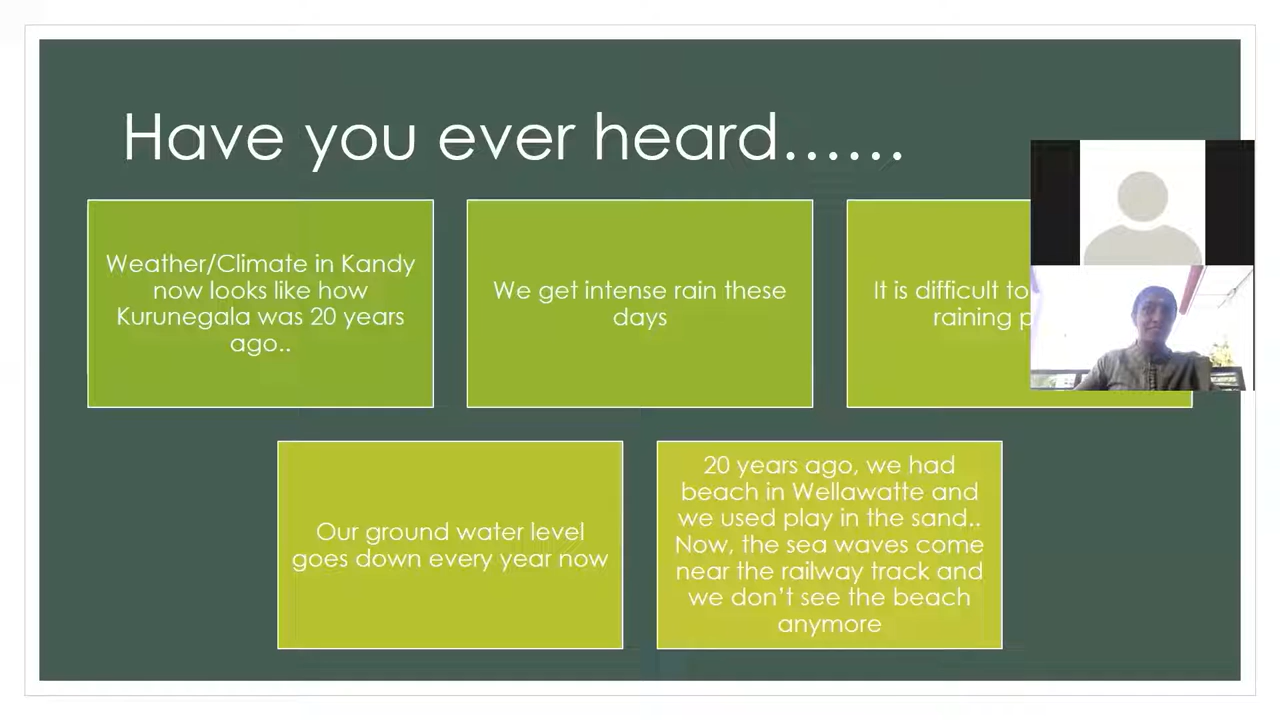 Have you ever heard......
Weather/Climate in Kandy
now looks like how
Kurunegala was 20 years
ago..
We get intense rain these
days
It is difficult to
raining
Our ground water level
goes down every year now
20 years ago, we had
beach in Wellawatte and
we used play in the sand..
Now, the sea waves come
near the railway track and
we don't see the beach
anymore